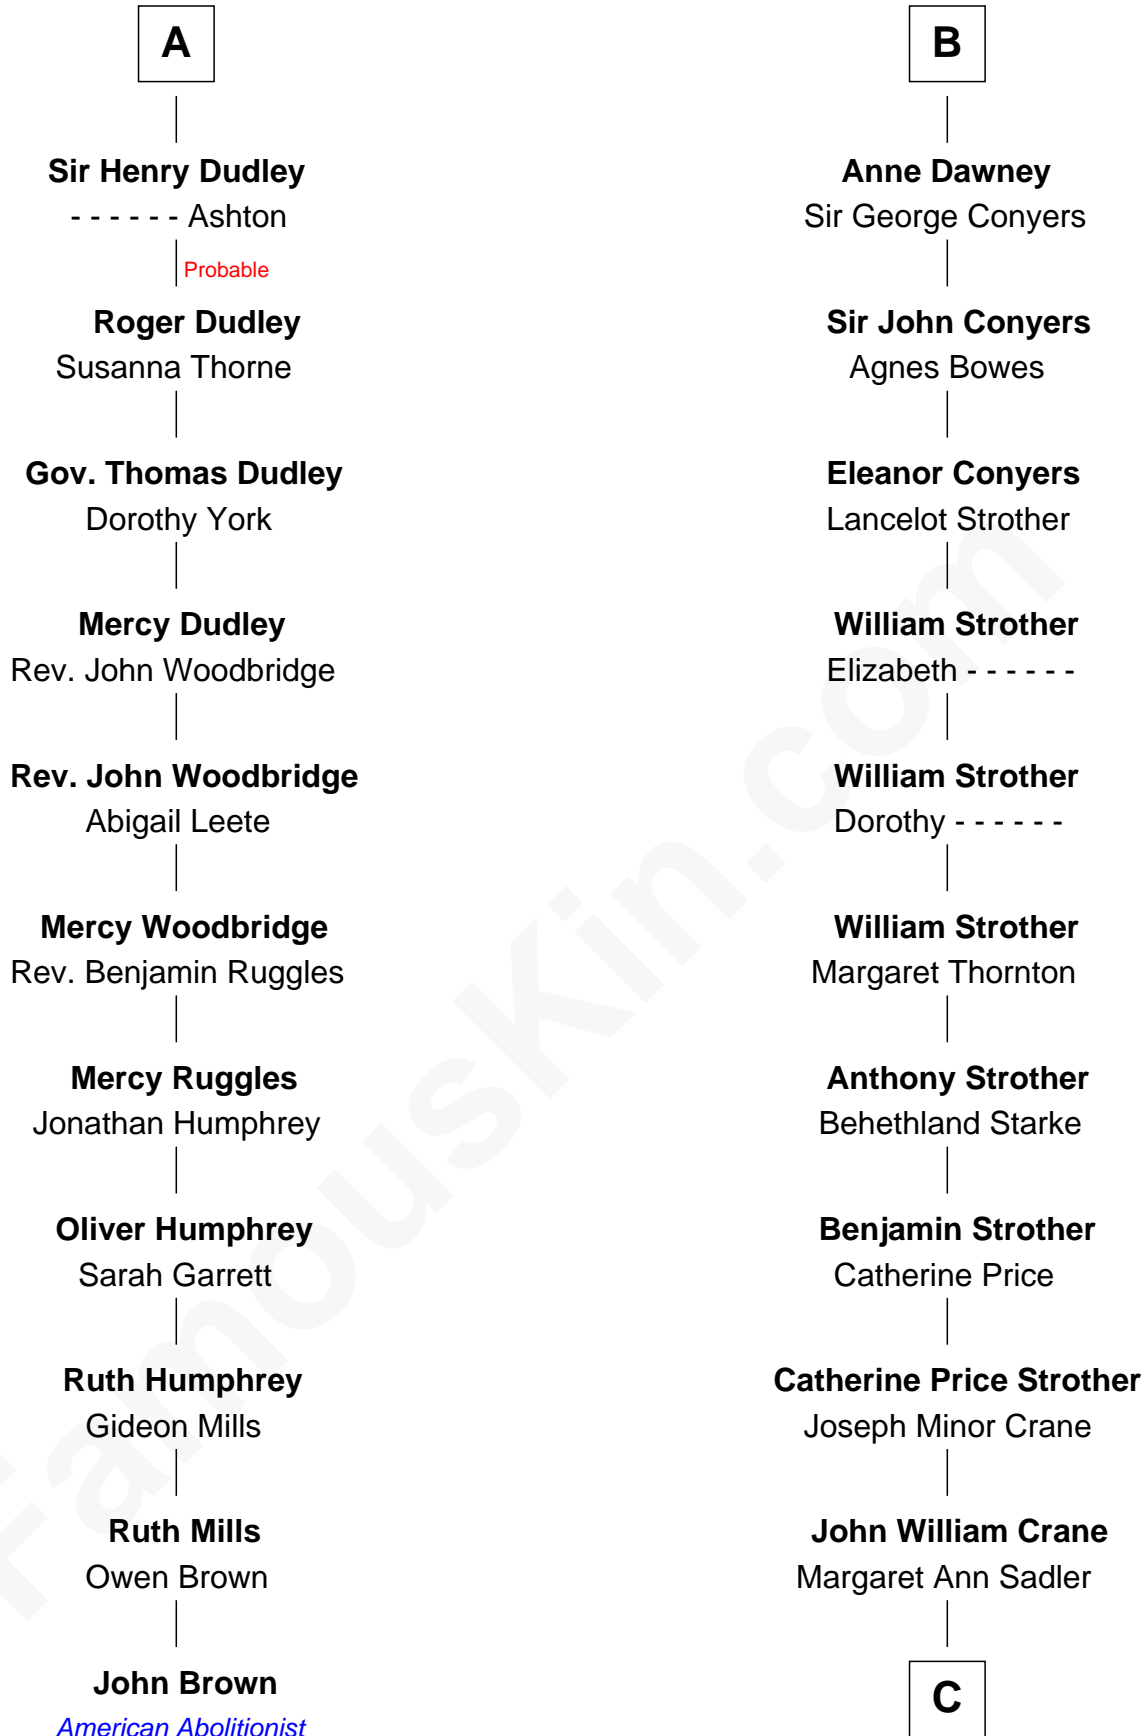 A
Sir Henry Dudley
- - - - - - Ashton
Probable
Roger Dudley
Susanna Thorne
Gov. Thomas Dudley
Dorothy York
Mercy Dudley
Rev. John Woodbridge
Rev. John Woodbridge
Abigail Leete
Mercy Woodbridge
Rev. Benjamin Ruggles
Mercy Ruggles
Jonathan Humphrey
Oliver Humphrey
Sarah Garrett
Ruth Humphrey
Gideon Mills
Ruth Mills
Owen Brown
John Brown
American Abolitionist
B
Anne Dawney
Sir George Conyers
Sir John Conyers
Agnes Bowes
Eleanor Conyers
Lancelot Strother
William Strother
Elizabeth - - - - - -
William Strother
Dorothy - - - - - -
William Strother
Margaret Thornton
Anthony Strother
Behethland Starke
Benjamin Strother
Catherine Price
Catherine Price Strother
Joseph Minor Crane
John William Crane
Margaret Ann Sadler
C
FamousKin.com